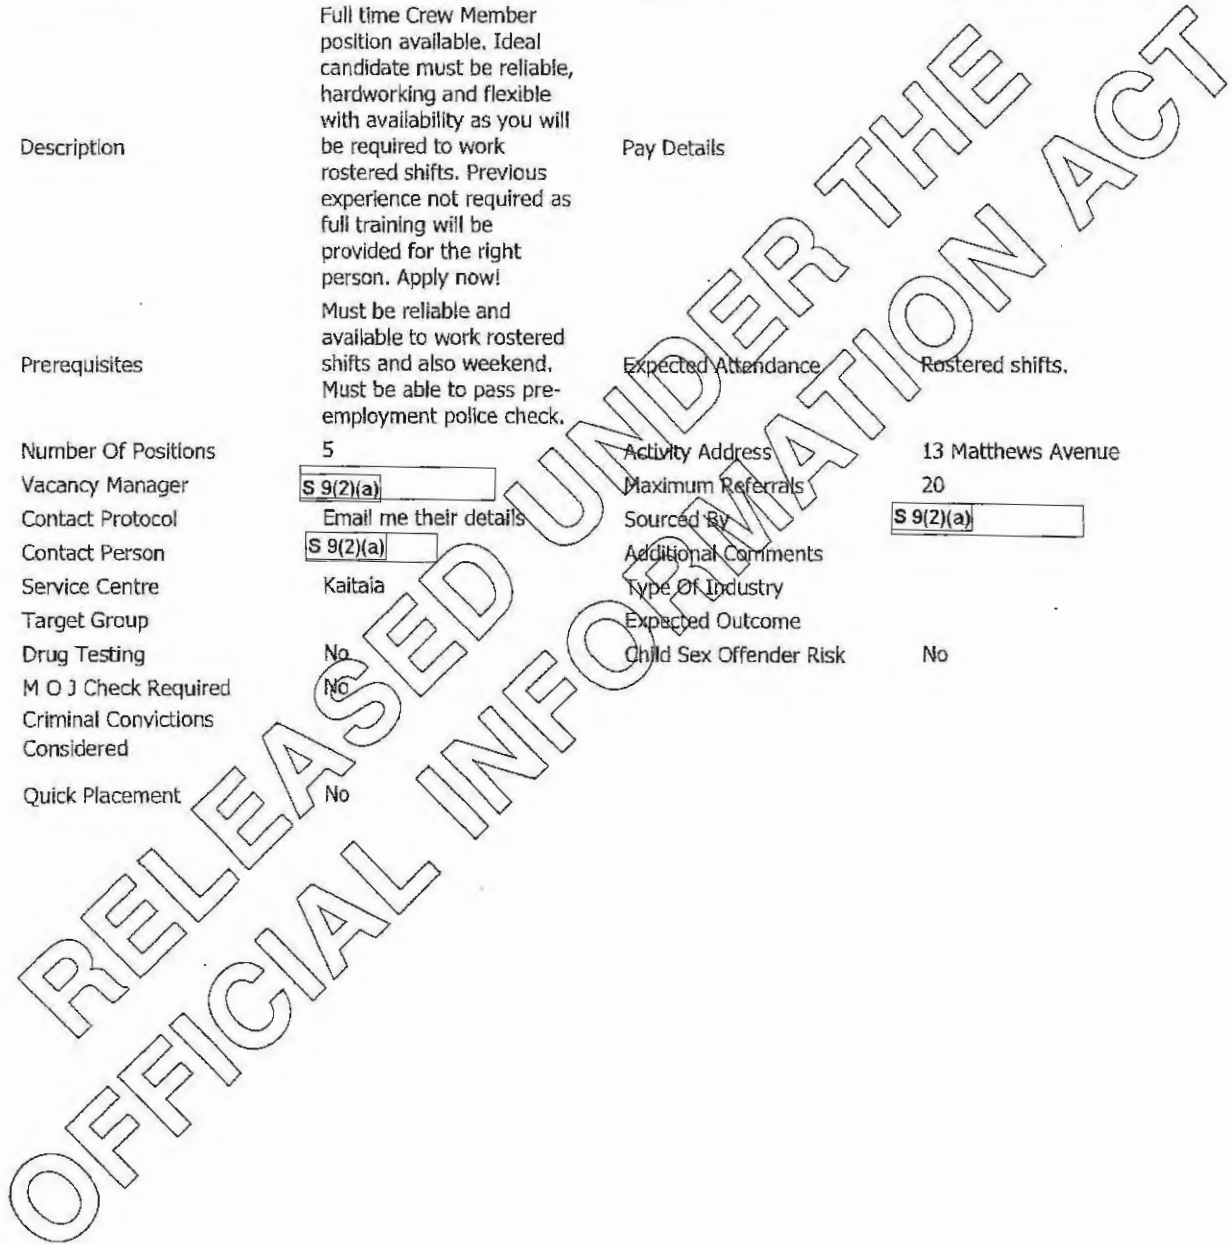 Description
Full time Crew Member
position available. Ideal
candidate must be reliable,
hardworking and flexible
with availability as you will
be required to work
rostered shifts. Previous
experience not required as
full training will be
provided for the right
person. Apply now!
Pay Details
Prerequisites
Must be reliable and
available to work rostered
shifts and also weekend.
Must be able to pass pre-
employment police check.
Expected Attendance Rostered shifts.
Number Of Positions 5 Activity Address 13 Matthews Avenue
Vacancy Manager S 9(2)(a) Maximum Referrals 20
Contact Protocol Email me their details Sourced By S 9(2)(a)
Contact Person S 9(2)(a) Additional Comments
Service Centre Kaitaia Type Of Industry
Target Group Expected Outcome
Drug Testing No Child Sex Offender Risk No
M O J Check Required No
Criminal Convictions
Considered
Quick Placement No
RELEASED UNDER THE
OFFICIAL INFORMATION ACT